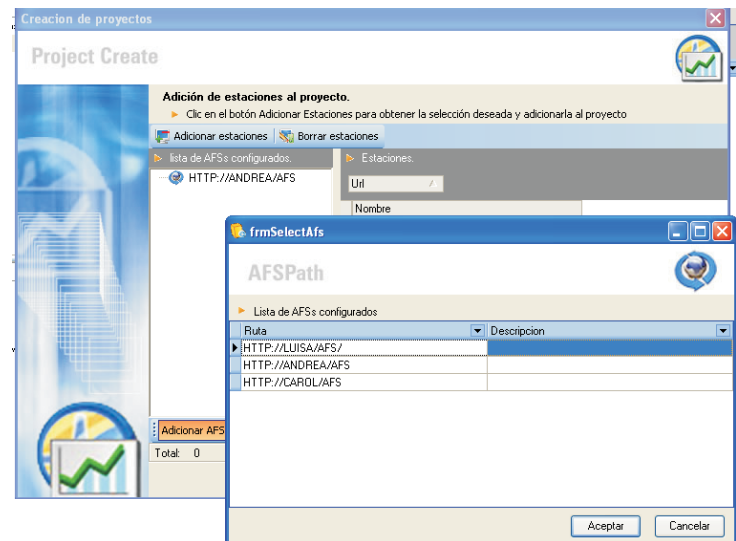 Creacion de proyectos
Project Create
Adición de estaciones al proyecto.
Clic en el botón Adicionar Estaciones para obtener la selección deseada y adicionarla al proyecto
Adicionar estaciones Borrar estaciones
lista de AFSs configurados. Estaciones.
HTTP://ANDREA/AFS
Url
Nombre
frmSelectAfs
AFSPath
Lista de AFSs configurados
Ruta Descripcion
HTTP://LUISA/AFS/
HTTP://ANDREA/AFS
HTTP://CAROL/AFS
Adicionar AFS
Total: 0
Aceptar Cancelar